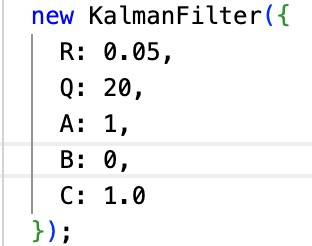 new KalmanFilter({
R: 0.05,
Q: 20,
A: 1,
B: 0,
C: 1.0
});